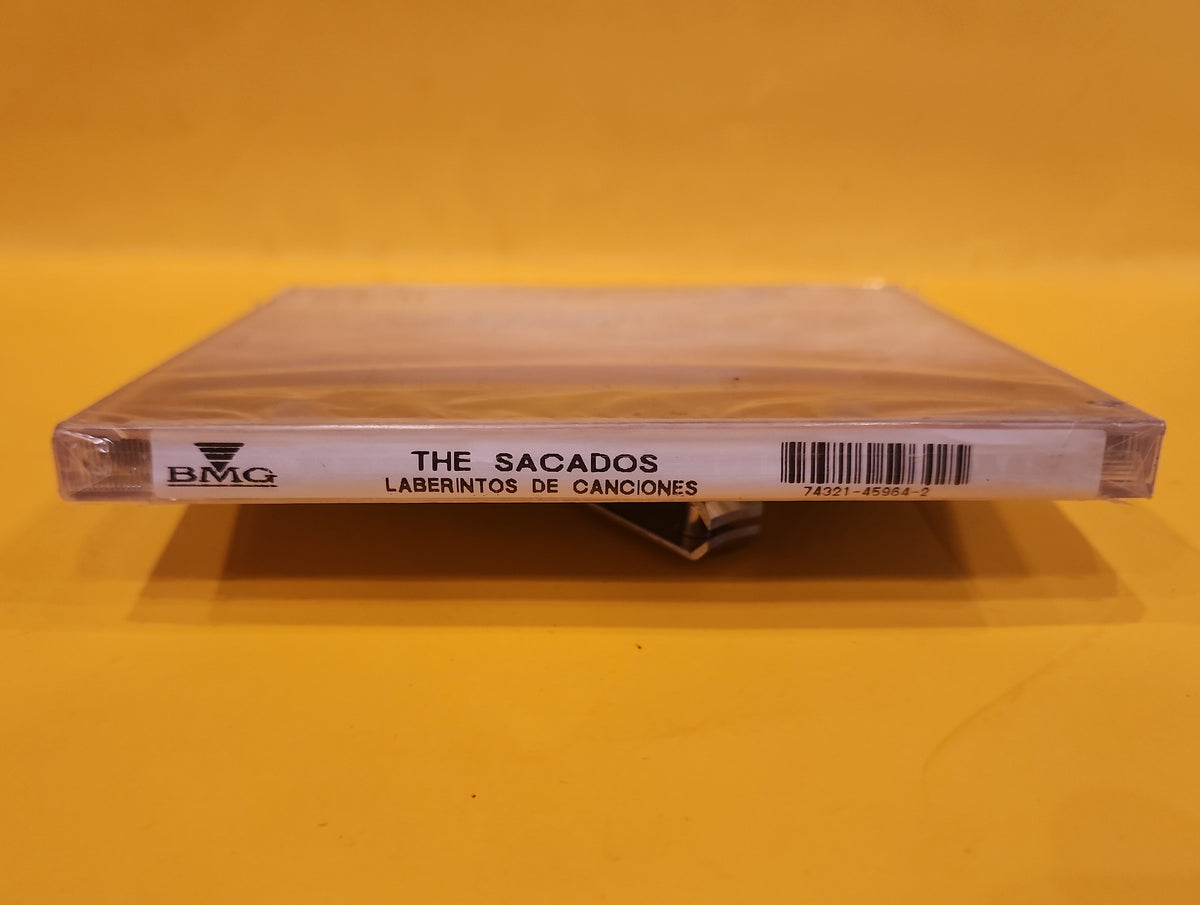 BMG
THE SACADOS
LABERINTOS DE CANCIONES
74321-45964-2